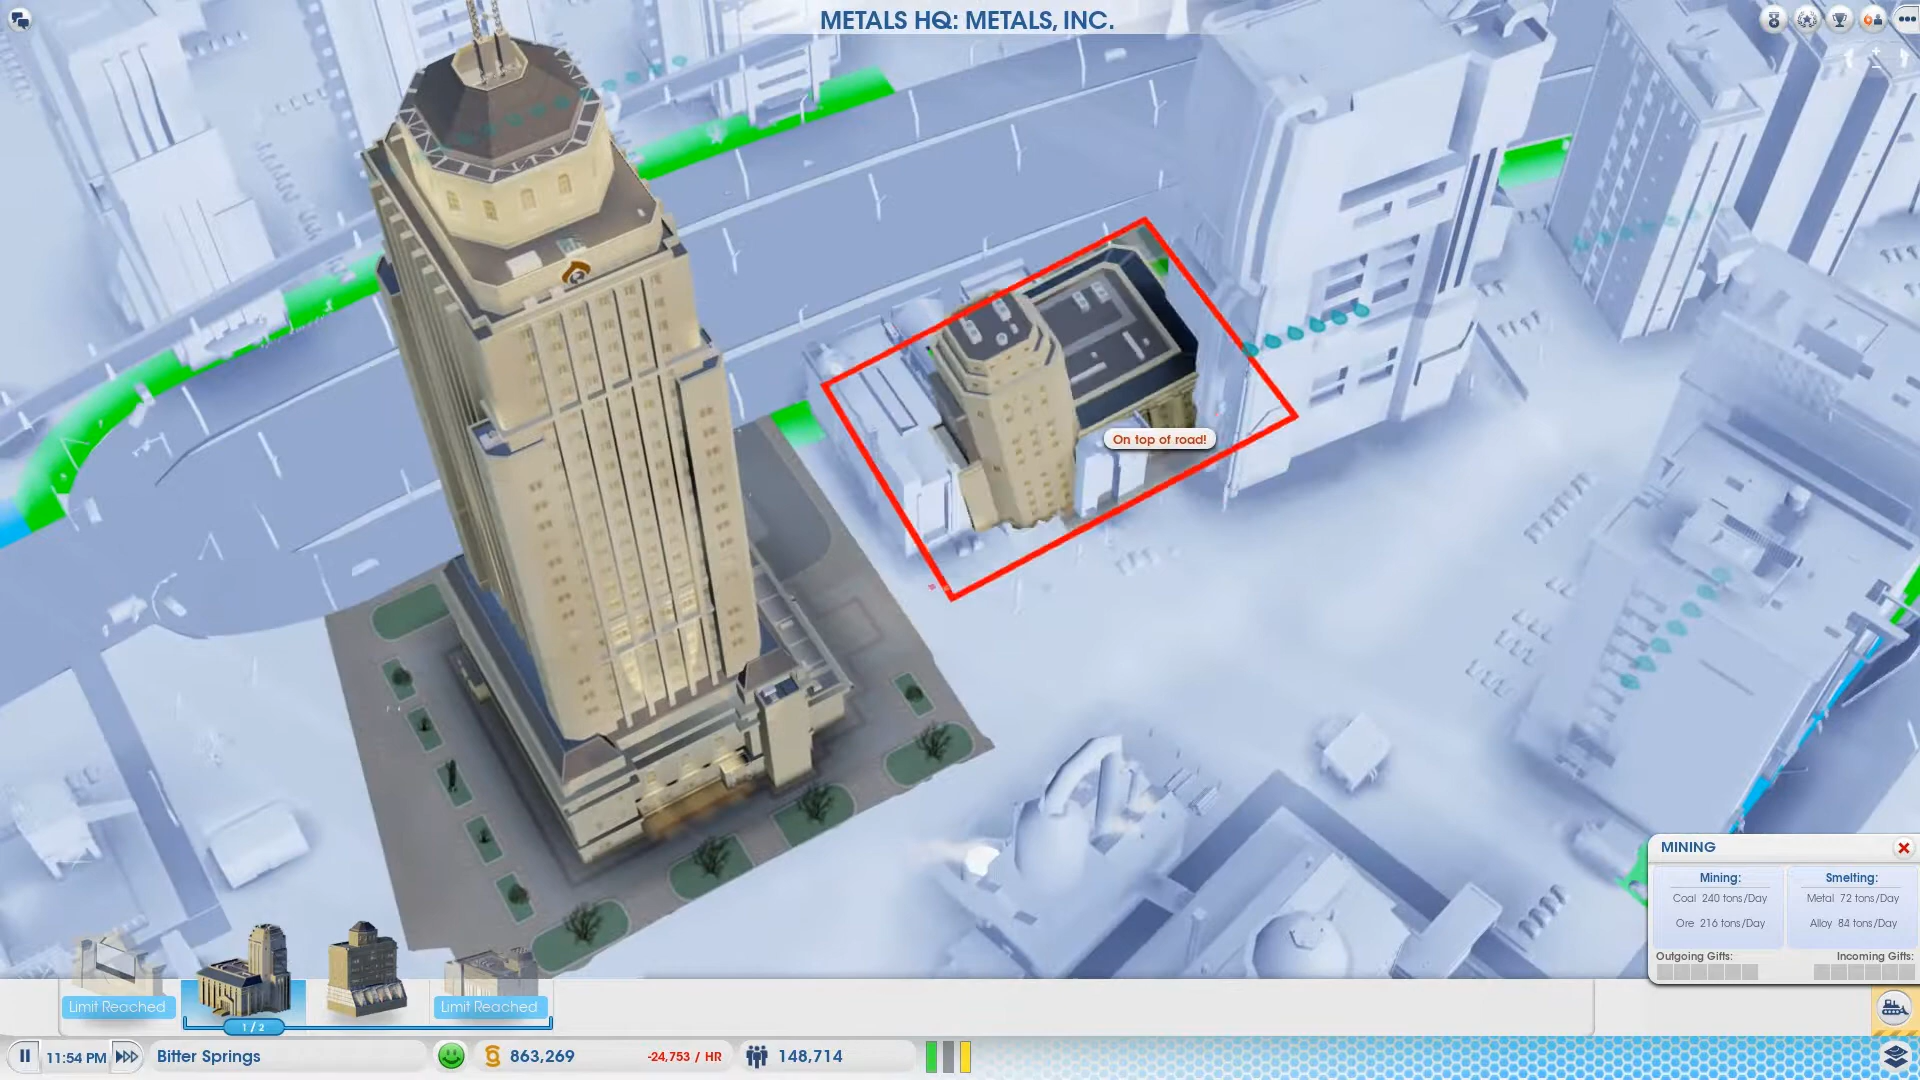 METALS HQ: METALS, INC.
On top of road!
MINING
Mining:
Coal 240 tons/Day
Ore 216 tons/Day
Smelting:
Metal 72 tons/Day
Alloy 84 tons/Day
Outgoing Gifts:
Incoming Gifts:
Limit Reached
1 / 2
Limit Reached
11:54 PM
Bitter Springs
863,269
-24,753 / HR
148,714